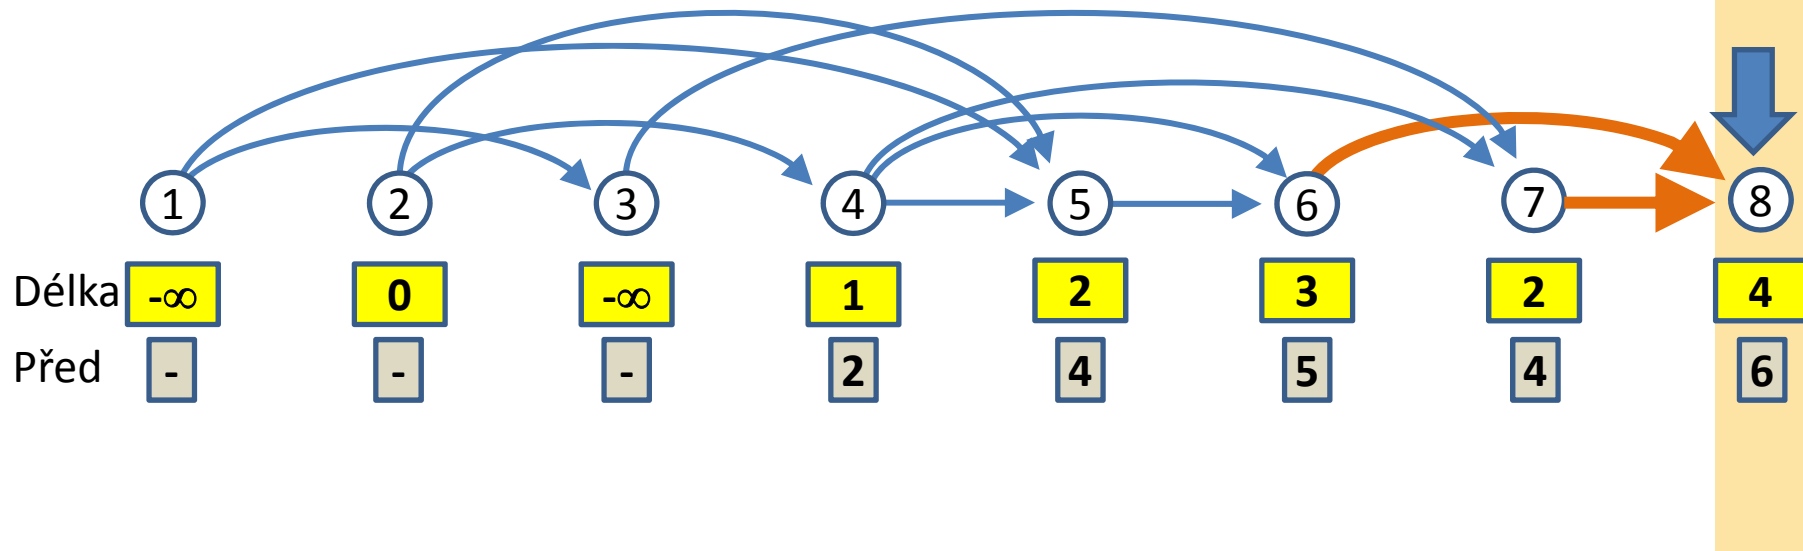 1 2 3 4 5 6 7 8
Délka -∞ 0 -∞ 1 2 3 2 4
Před - - - 2 4 5 4 6